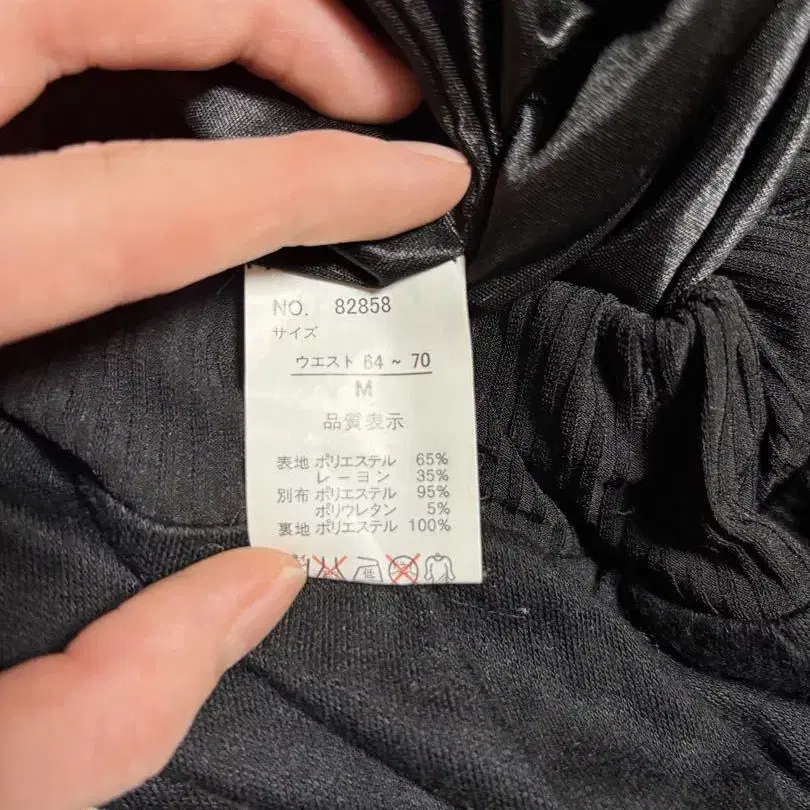 NO. 82858
サイズ
ウエスト 64 ~ 70
M
品質表示
表地 ポリエステル 65%
レーヨン 35%
別布 ポリエステル 95%
ポリウレタン 5%
裏地 ポリエステル 100%
低